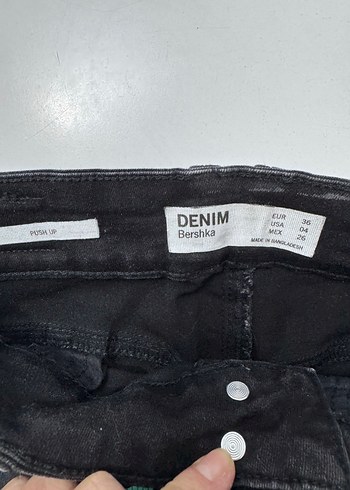 PUSH UP
DENIM
Bershka
EUR 36
USA 04
MEX 26
MADE IN BANGLADESH